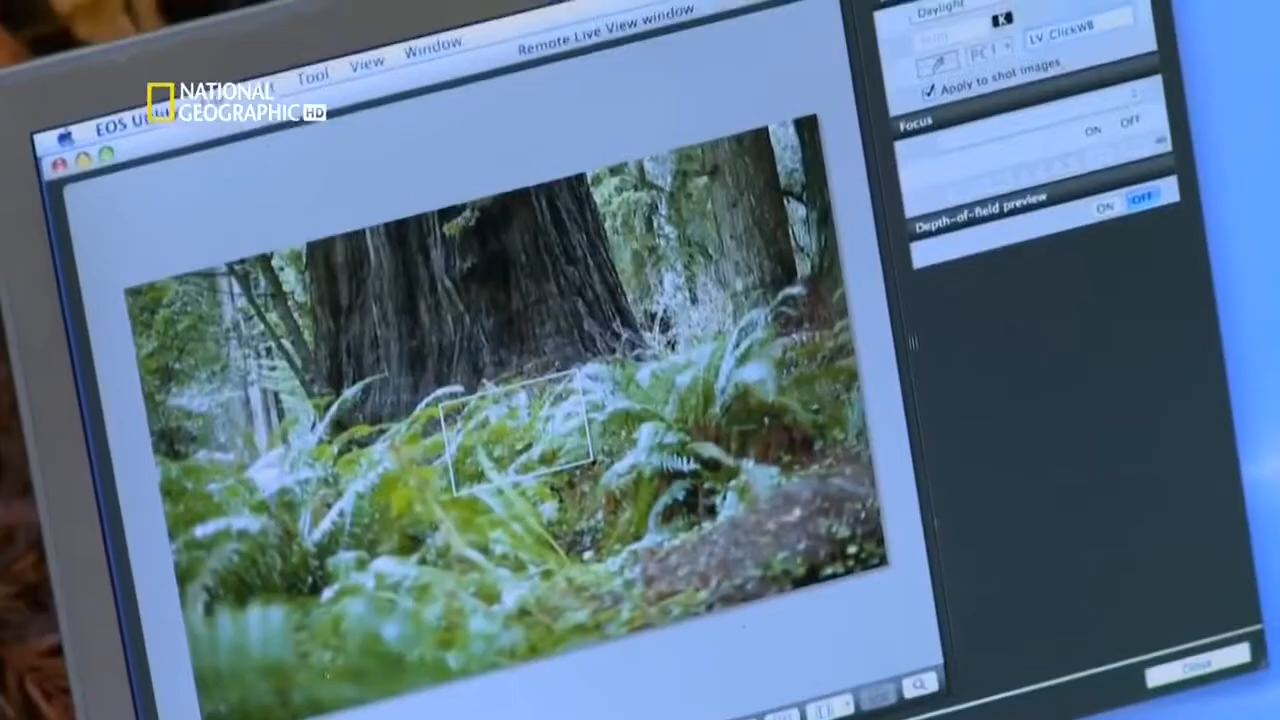 NATIONAL
GEOGRAPHIC HD
Tool View Window
Remote Live View window
Daylight
K
LV ClickWB
Apply to shot images
Focus
ON OFF
Depth-of-field preview
ON OFF
Close